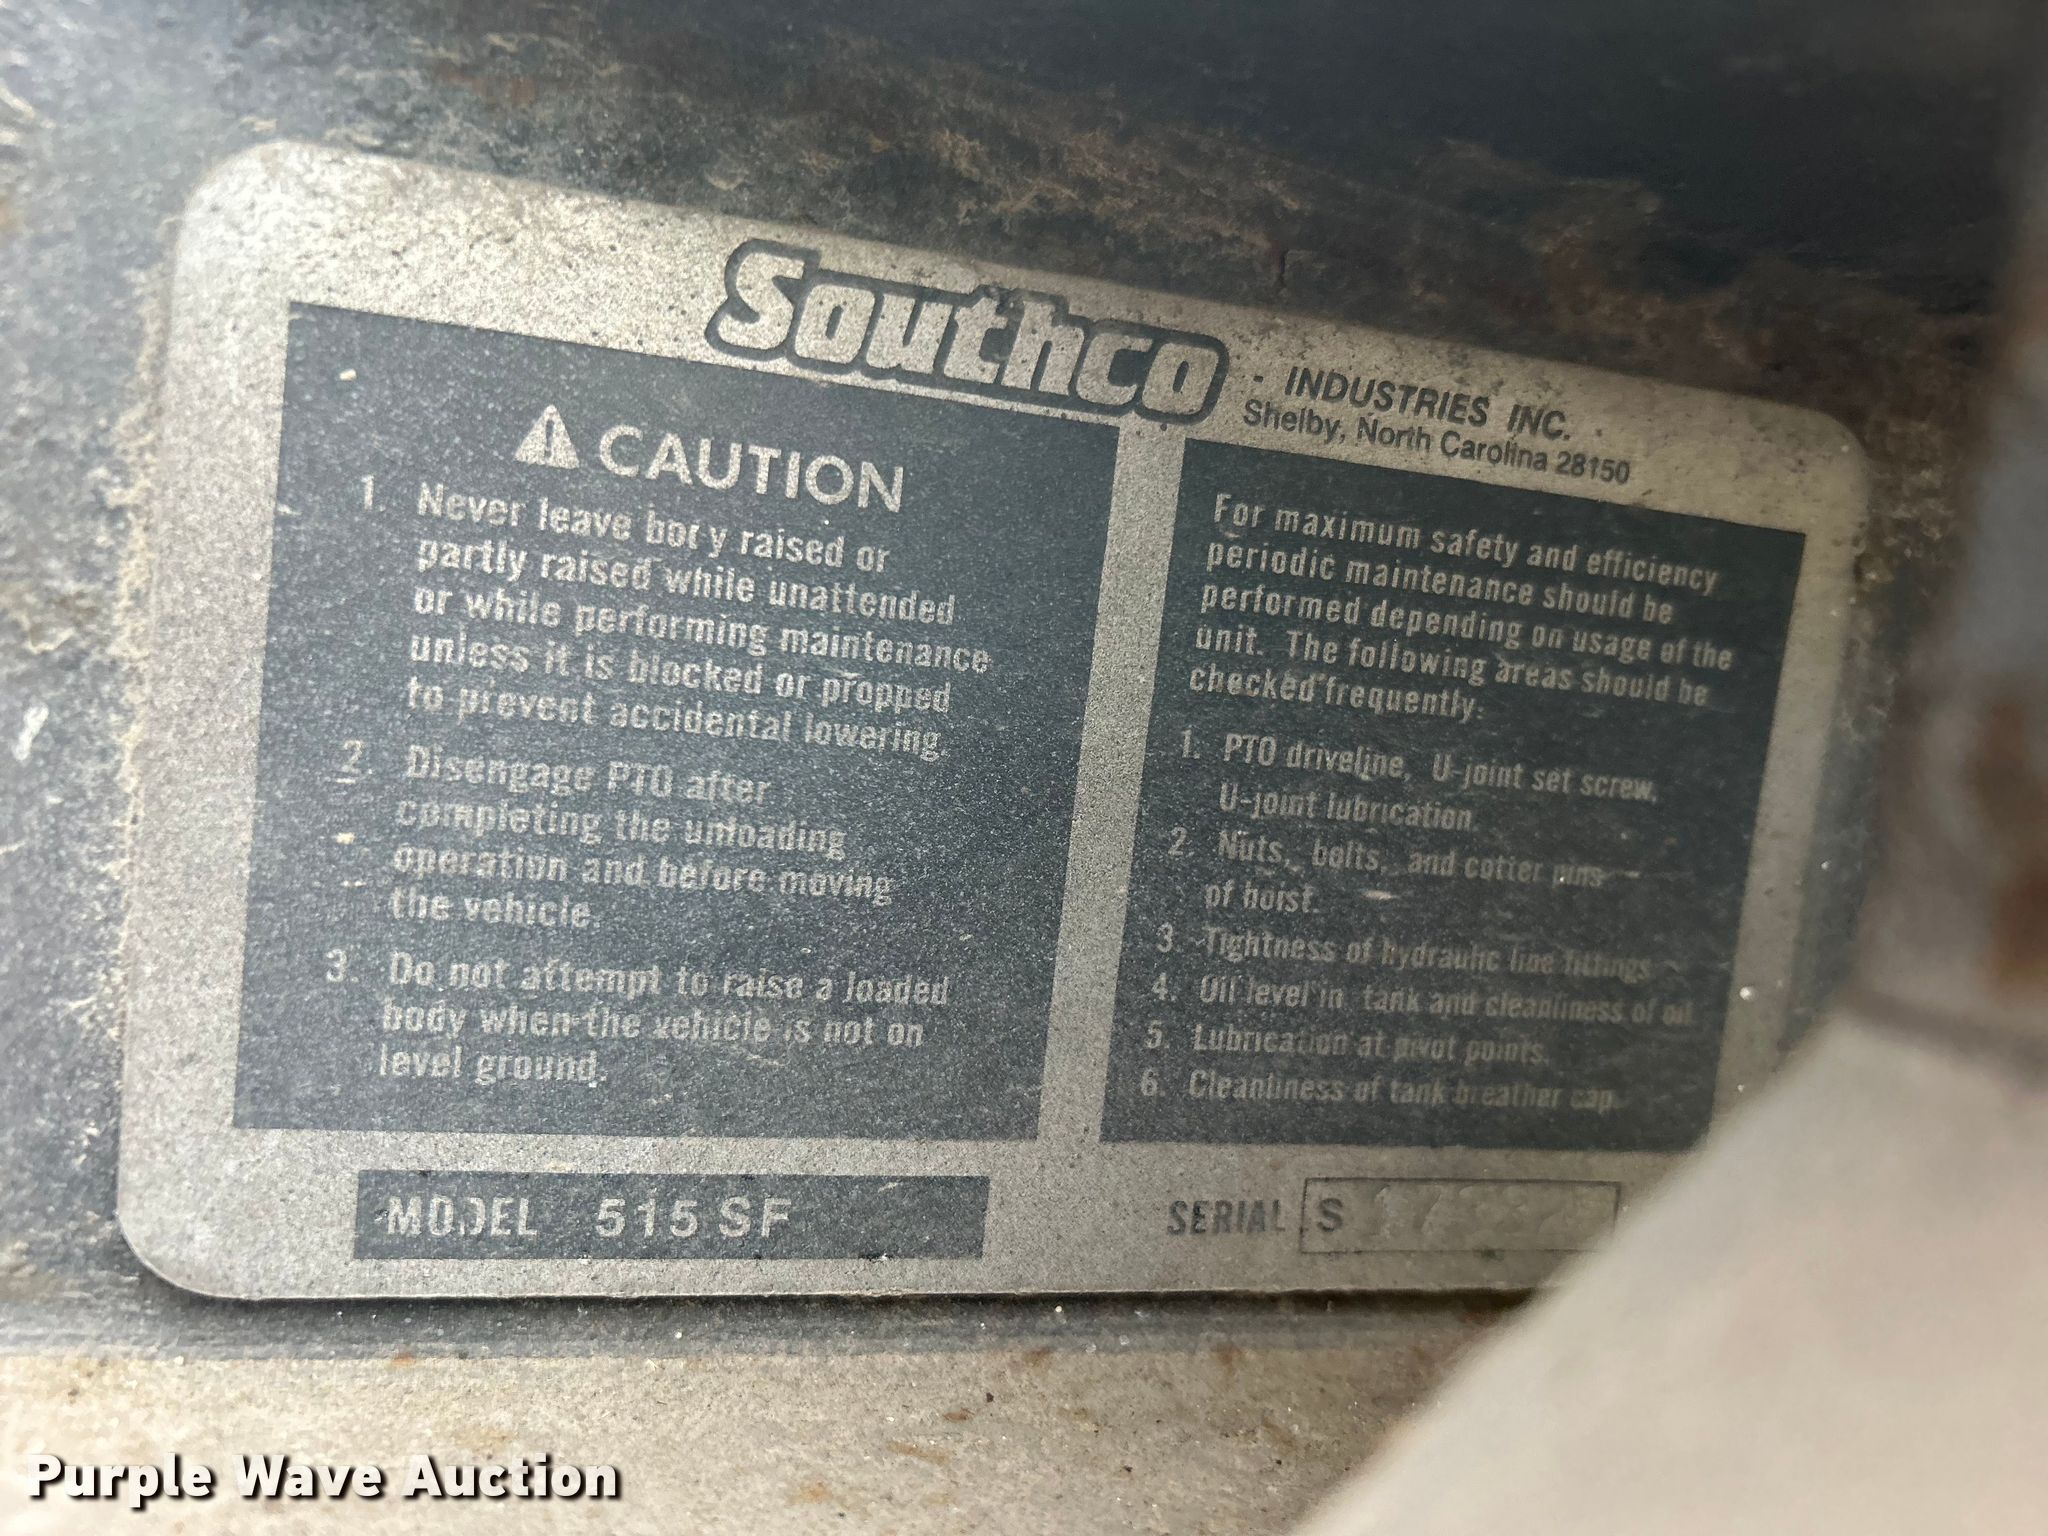 Southco
INDUSTRIES INC.
Shelby, North Carolina 28150
CAUTION
1. Never leave body raised or
partly raised while unattended
or while performing maintenance
unless it is blocked or propped
to prevent accidental lowering.
2. Disengage PTO after
completing the unloading
operation and before moving
the vehicle.
3. Do not attempt to raise a loaded
body when the vehicle is not on
level ground.
For maximum safety and efficiency
periodic maintenance should be
performed depending on usage of the
unit. The following areas should be
checked frequently:
1. PTO driveline, U-joint set screw,
U-joint lubrication.
2. Nuts, bolts, and cotter pins
of hoist.
3. Tightness of hydraulic line fittings
4. Oil level in tank and cleanliness of oil.
5. Lubrication at pivot points.
6. Cleanliness of tank breather cap.
MODEL 515 SF
SERIAL S
Purple Wave Auction